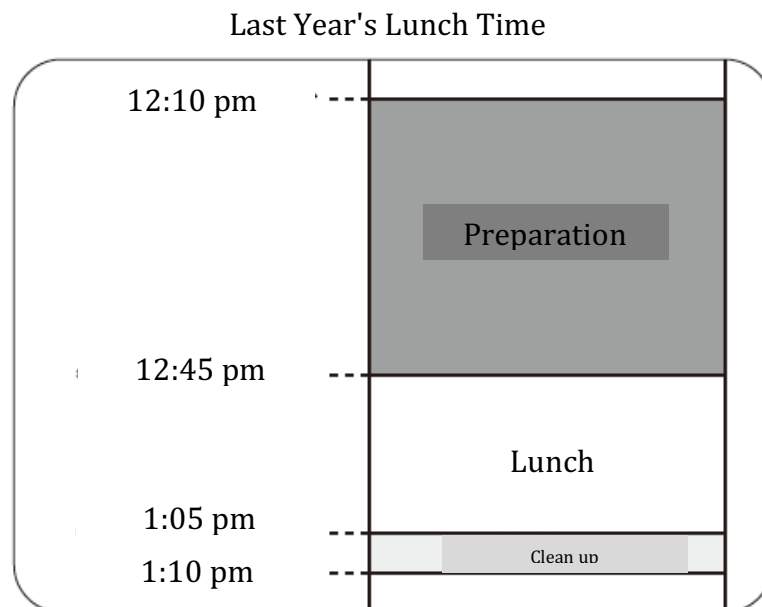 Last Year's Lunch Time
12:10 pm
Preparation
12:45 pm
Lunch
1:05 pm
Clean up
1:10 pm